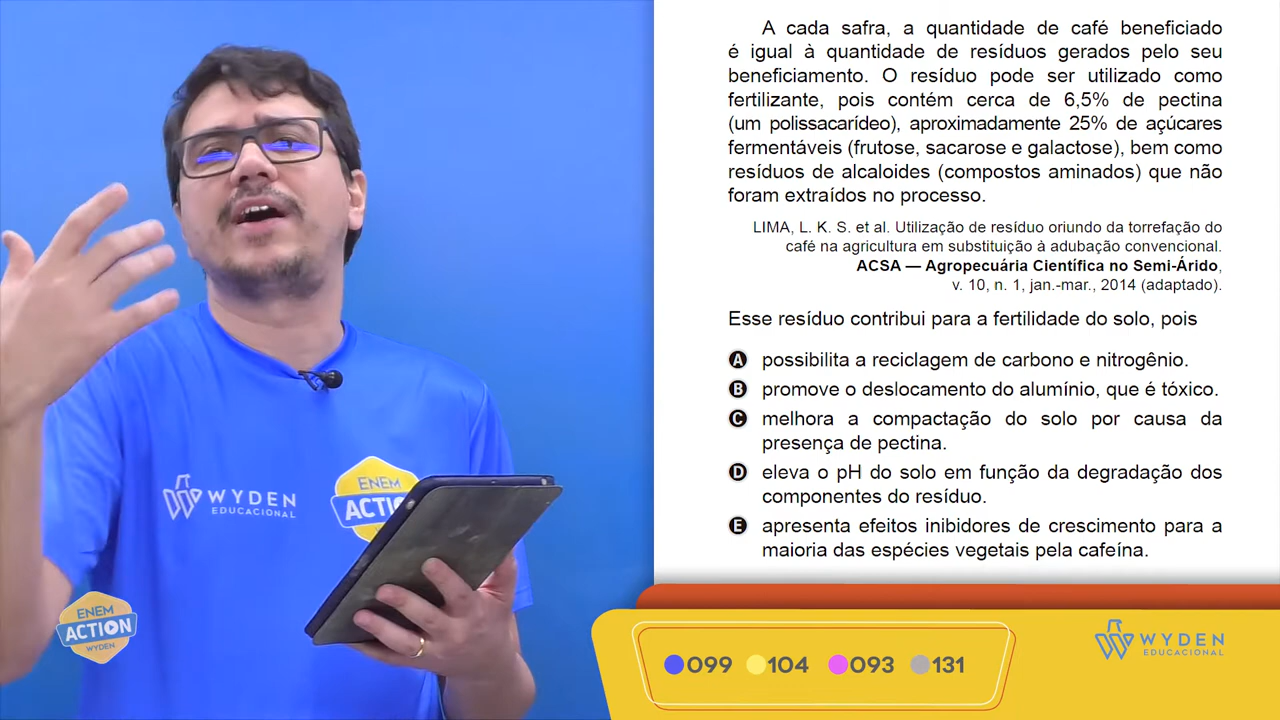 A cada safra, a quantidade de café beneficiado
é igual à quantidade de resíduos gerados pelo seu
beneficiamento. O resíduo pode ser utilizado como
fertilizante, pois contém cerca de 6,5% de pectina
(um polissacarídeo), aproximadamente 25% de açúcares
fermentáveis (frutose, sacarose e galactose), bem como
resíduos de alcaloides (compostos aminados) que não
foram extraídos no processo.
LIMA, L. K. S. et al. Utilização de resíduo oriundo da torrefação do
café na agricultura em substituição à adubação convencional.
ACSA — Agropecuária Científica no Semi-Árido,
v. 10, n. 1, jan.-mar., 2014 (adaptado).
Esse resíduo contribui para a fertilidade do solo, pois
A possibilita a reciclagem de carbono e nitrogênio.
B promove o deslocamento do alumínio, que é tóxico.
C melhora a compactação do solo por causa da
presença de pectina.
D eleva o pH do solo em função da degradação dos
componentes do resíduo.
E apresenta efeitos inibidores de crescimento para a
maioria das espécies vegetais pela cafeína.
WYDEN
EDUCACIONAL
ENEM
ACTIO
ENEM
ACTION
WYDEN
099 104 093 131
WYDEN
EDUCACIONAL